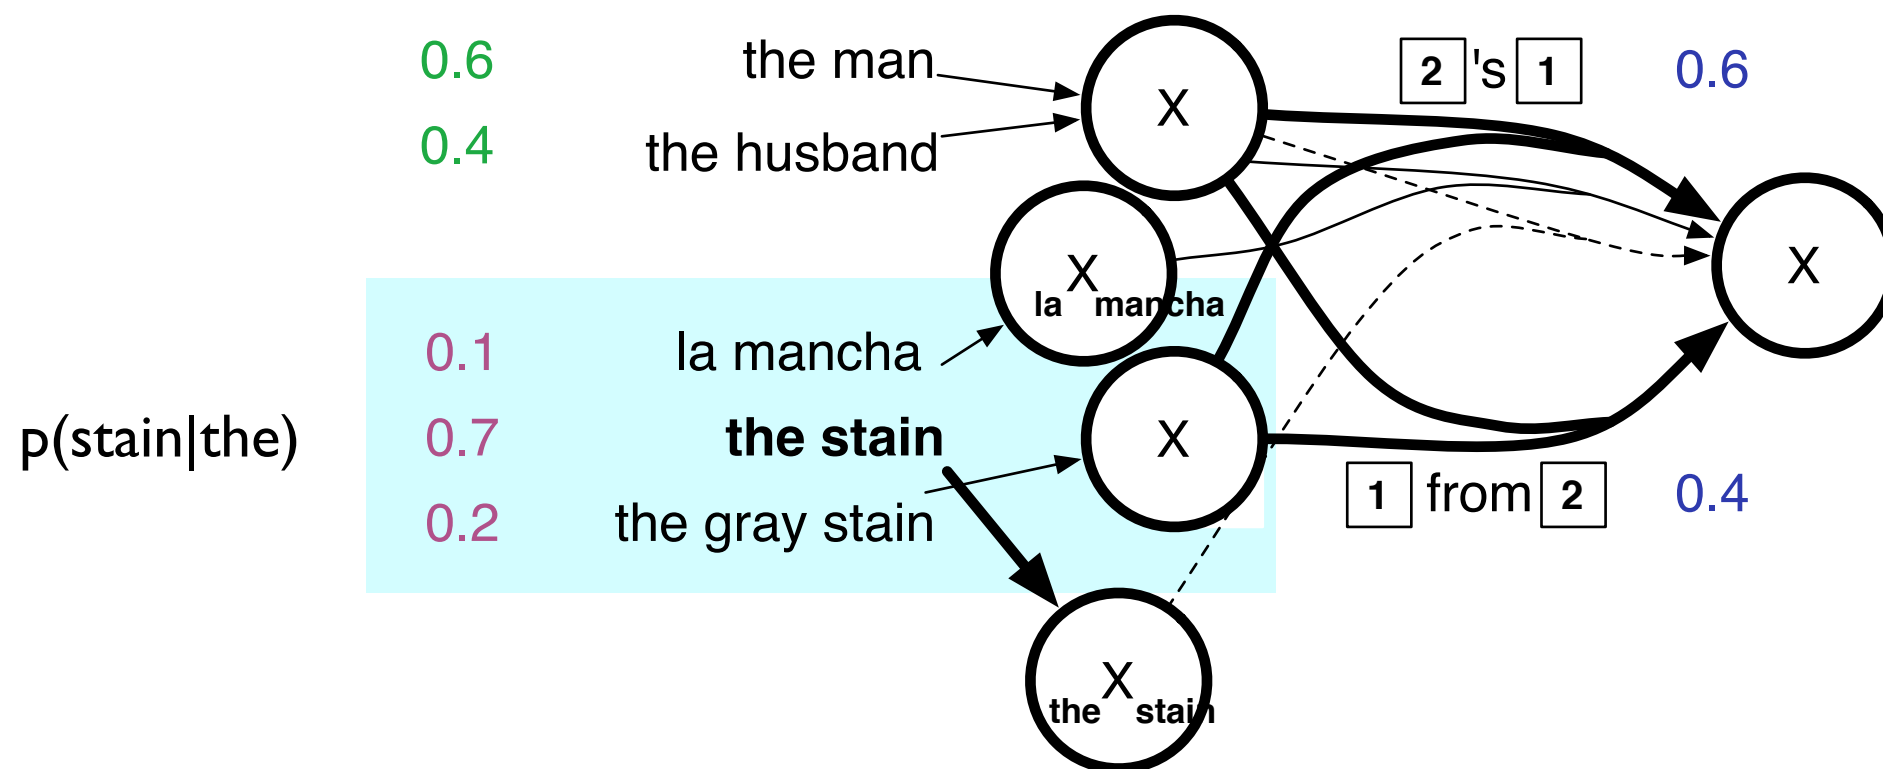 0.6 the man X 2 's 1 0.6
0.4 the husband
X
la mancha
X
0.1 la mancha
p(stain|the) 0.7 the stain X
0.2 the gray stain 1 from 2 0.4
X
the stain